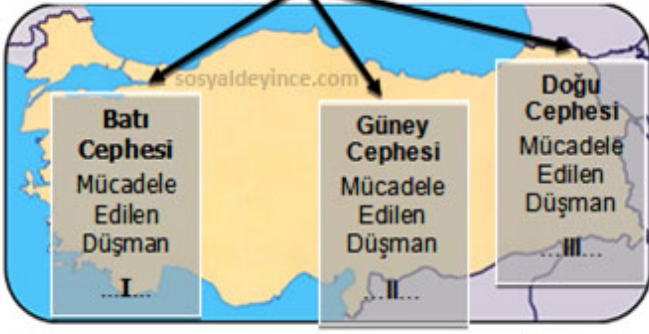 sosyaldeyince.com
Batı
Cephesi
Mücadele
Edilen
Düşman
...I...
Güney
Cephesi
Mücadele
Edilen
Düşman
...II...
Doğu
Cephesi
Mücadele
Edilen
Düşman
...III...